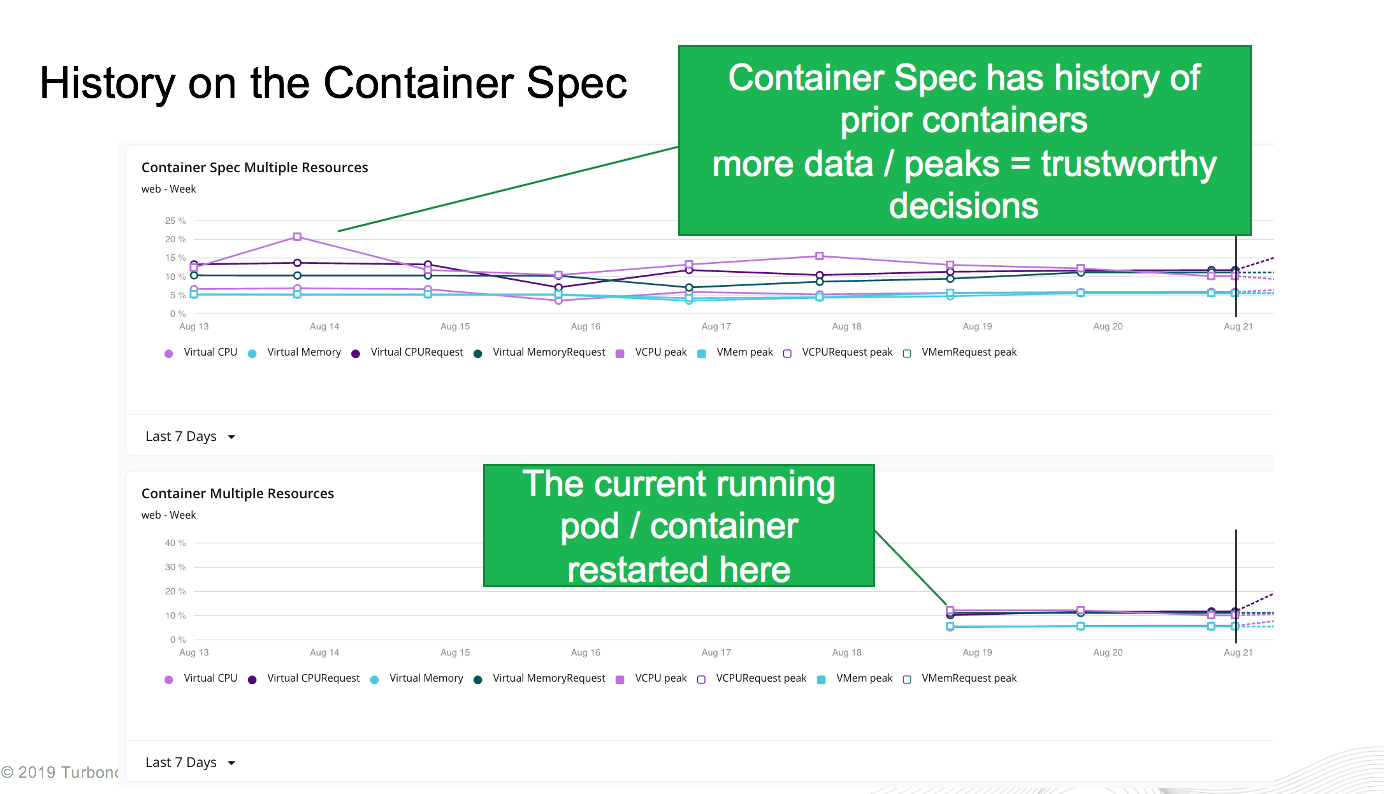 History on the Container Spec
Container Spec has history of
prior containers
more data / peaks = trustworthy
decisions
Container Spec Multiple Resources
web - Week
25 %
20 %
15 %
10 %
5 %
0 %
Aug 13 Aug 14 Aug 15 Aug 16 Aug 17 Aug 18 Aug 19 Aug 20 Aug 21
Virtual CPU Virtual Memory Virtual CPURequest Virtual MemoryRequest VCPU peak VMem peak VCPURequest peak VMemRequest peak
Last 7 Days
The current running
pod / container
restarted here
Container Multiple Resources
web - Week
40 %
30 %
20 %
10 %
0 %
Aug 13 Aug 14 Aug 15 Aug 16 Aug 17 Aug 18 Aug 19 Aug 20 Aug 21
Virtual CPU Virtual CPURequest Virtual Memory Virtual MemoryRequest VCPU peak VCPURequest peak VMem peak VMemRequest peak
Last 7 Days
© 2019 Turbono